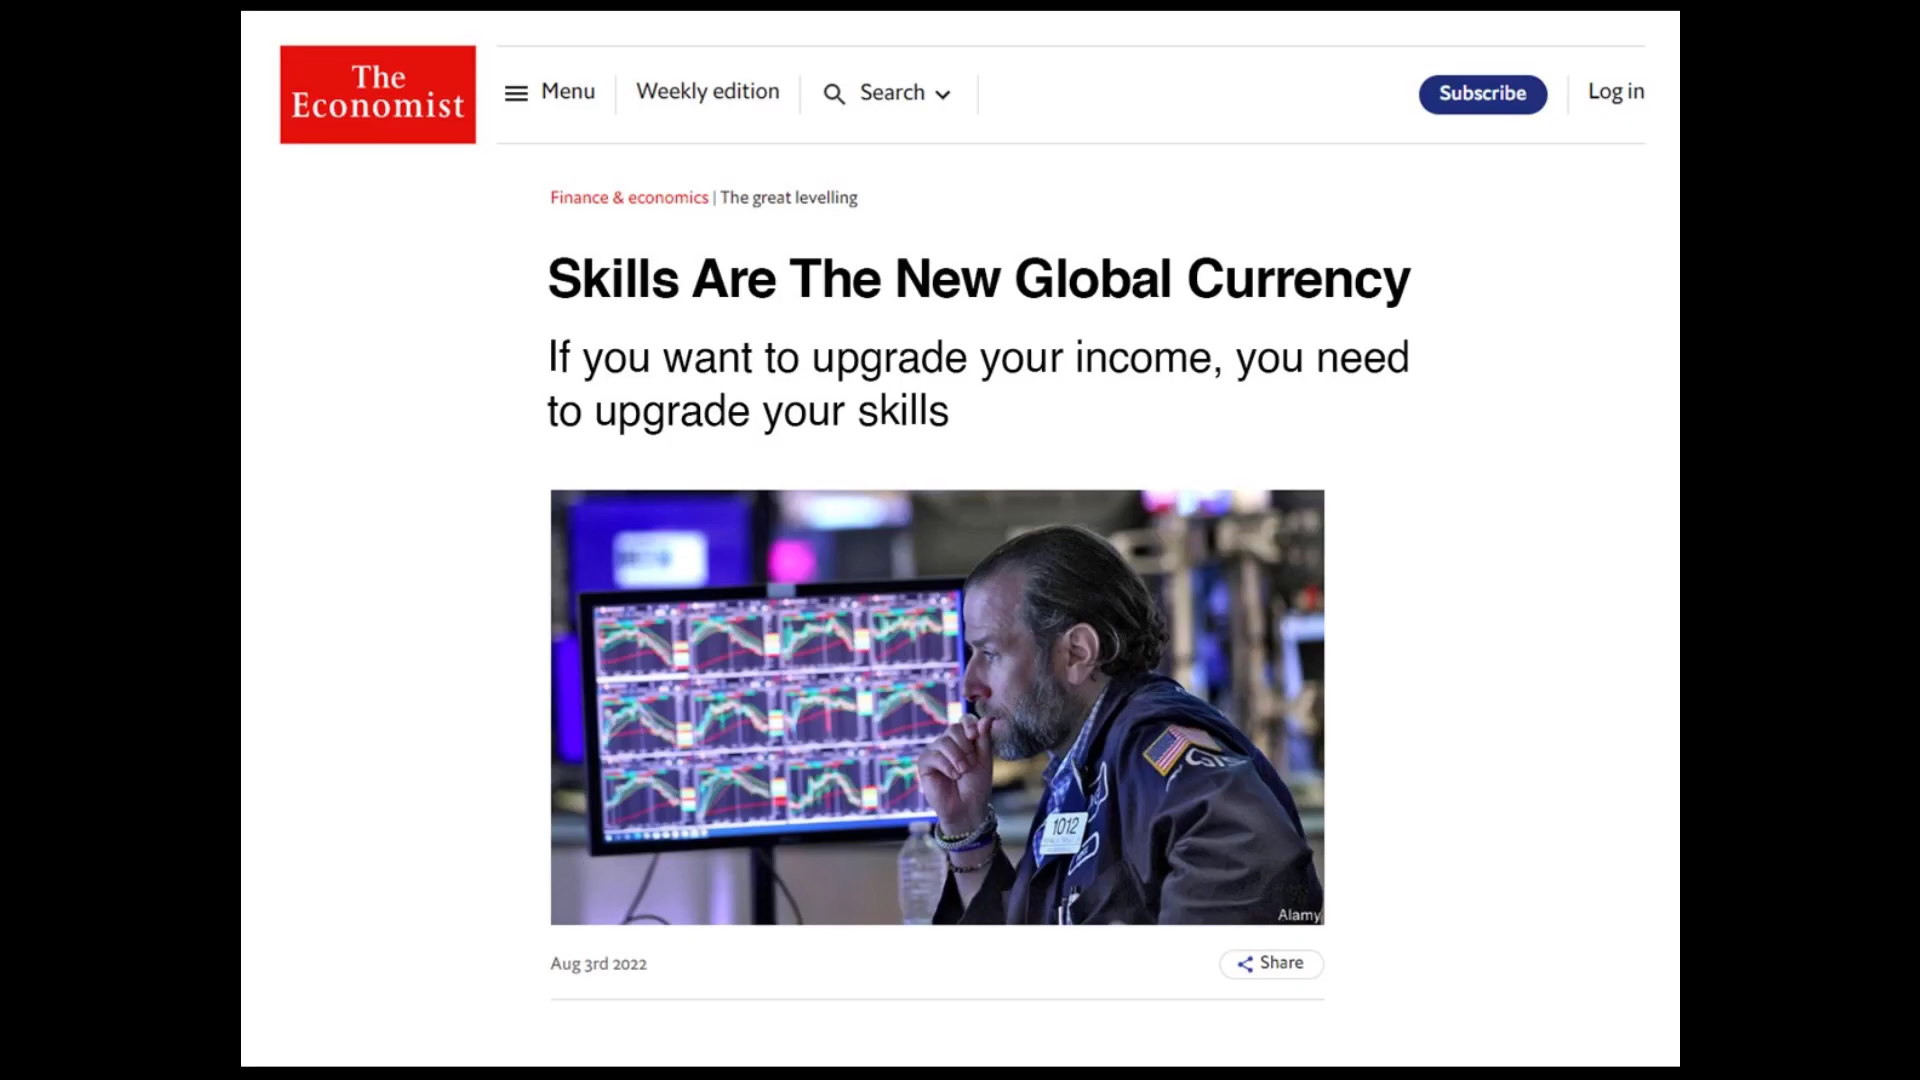 The
Economist
Menu
Weekly edition
Search
Subscribe
Log in
Finance & economics | The great levelling
Skills Are The New Global Currency
If you want to upgrade your income, you need
to upgrade your skills
1012
Alamy
Aug 3rd 2022
Share